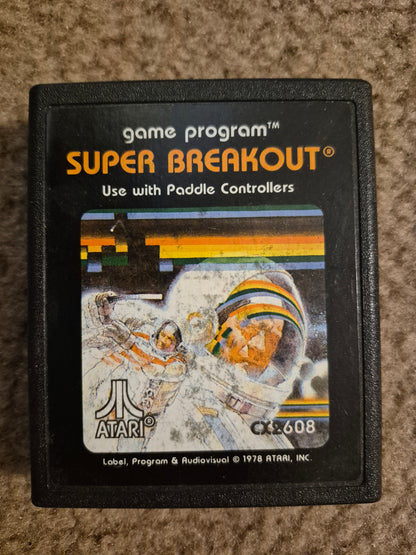 game program™
SUPER BREAKOUT®
Use with Paddle Controllers
ATARI®
CX2608
Label, Program & Audiovisual © 1978 ATARI, INC.